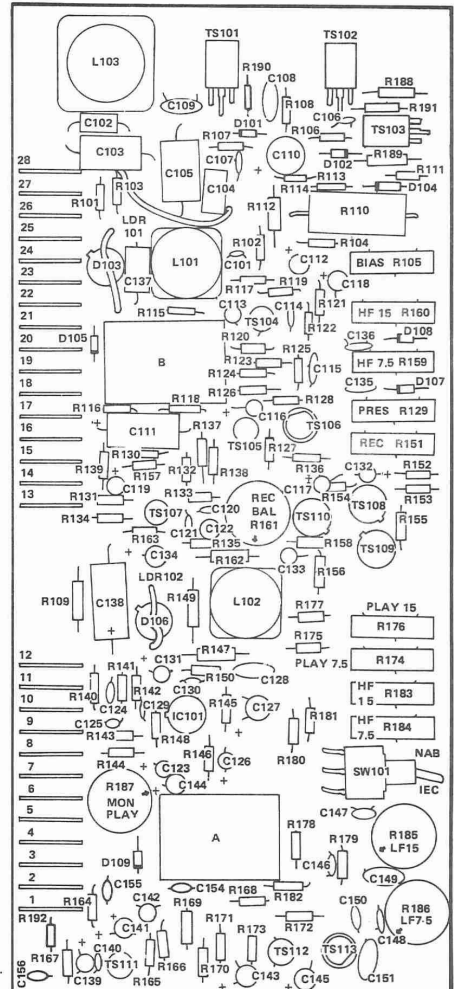 TS101 TS102
R190
C108
L103
R188
C109
R108
C106
R191
D101
C102
R107
R106
TS103
C103
C105
C107
C110
D102
R189
28
R113
R111
27
R101
R103
C104
R114
D104
26
LDR
101
R112
R110
25
R102
R104
24
D103
L101
C101
C112
BIAS R105
23
C137
R117
R119
C118
22
R121
21
R115
C113
TS104
C114
R122
HF 15 R160
20
D105
B
R120
C136
D108
19
R123
R125
HF 7.5 R159
18
R124
C115
C135
D107
R126
17
R116
R118
R128
PRES R129
16
C111
R137
C116
TS105
TS106
REC R151
15
R130
R127
14
R139
R157
R132
R138
R136
C132
R152
13
C119
R133
REC
BAL
R161
C117
R154
R153
R131
TS107
C120
TS110
TS108
R134
C121
C122
R155
R163
R135
R158
TS109
C134
R162
C133
R156
LDR102
R109
C138
D106
R149
L102
R177
PLAY 15
R176
R175
12
R147
PLAY 7.5
R174
11
R141
C131
R150
C128
10
R140
R142
C130
HF
15
R183
9
C124
C129
IC101
R145
C127
C125
R148
R181
HF
7.5
R184
8
R143
R146
R180
7
R144
C126
SW101
NAB
IEC
6
R187
MON
PLAY
C123
C144
5
C147
4
A
R178
R185
LF15
3
R179
D109
C146
2
C155
C154
R182
C149
1
R164
C142
R168
R186
LF7·5
R192
C141
R169
R171
R172
C150
C148
R167
C140
R173
C156
C139
TS111
R165
R166
R170
C143
TS112
C145
TS113
C151